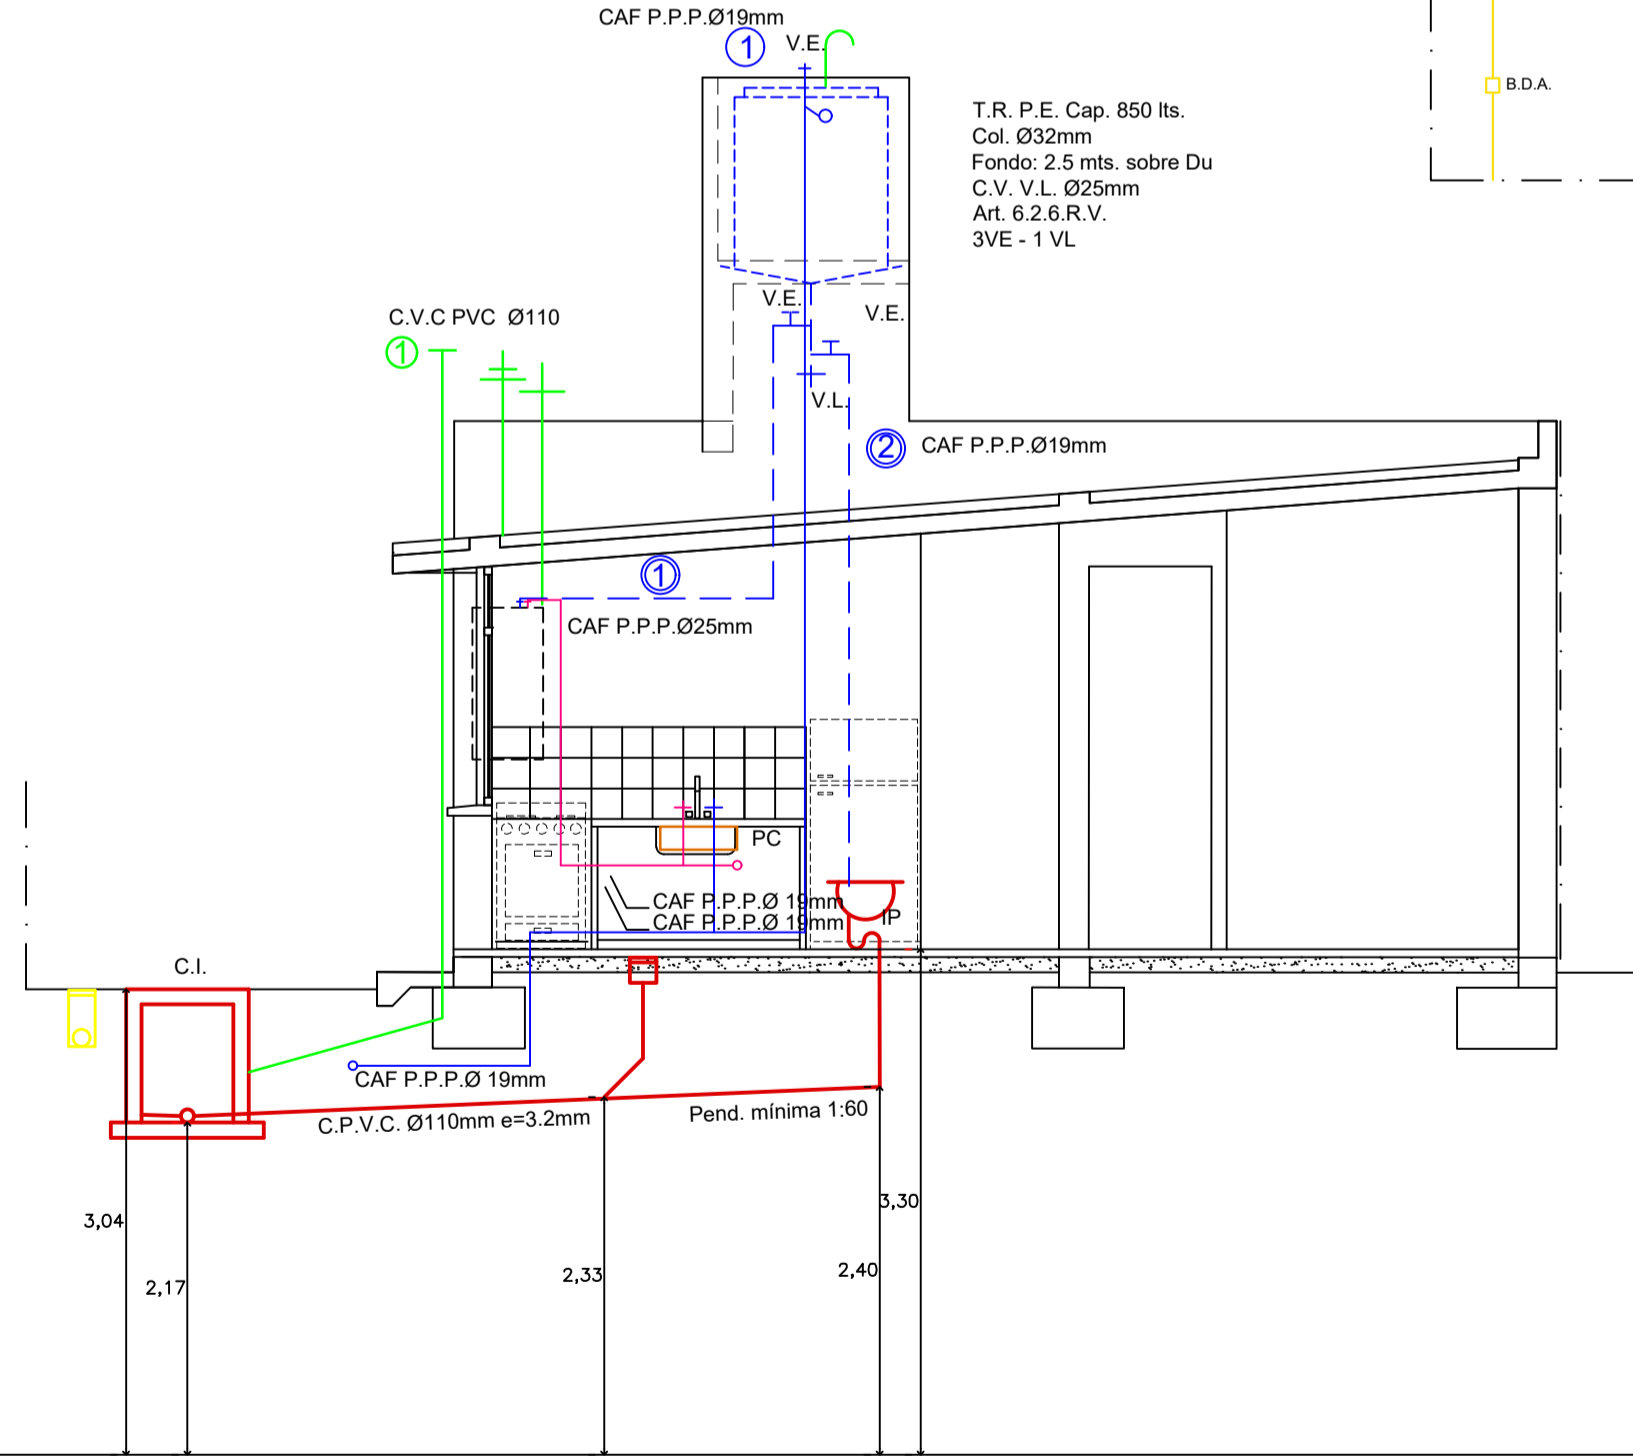 CAF P.P.P.Ø19mm
1
V.E.
B.D.A.
T.R. P.E. Cap. 850 lts.
Col. Ø32mm
Fondo: 2.5 mts. sobre Du
C.V. V.L. Ø25mm
Art. 6.2.6.R.V.
3VE - 1 VL
V.E.
V.E.
C.V.C PVC Ø110
1
V.L.
2
CAF P.P.P.Ø19mm
1
CAF P.P.P.Ø25mm
PC
CAF P.P.P.Ø 19mm
CAF P.P.P.Ø 19mm
IP
C.I.
CAF P.P.P.Ø 19mm
C.P.V.C. Ø110mm e=3.2mm
Pend. mínima 1:60
3,04
2,17
2,33
2,40
3,30